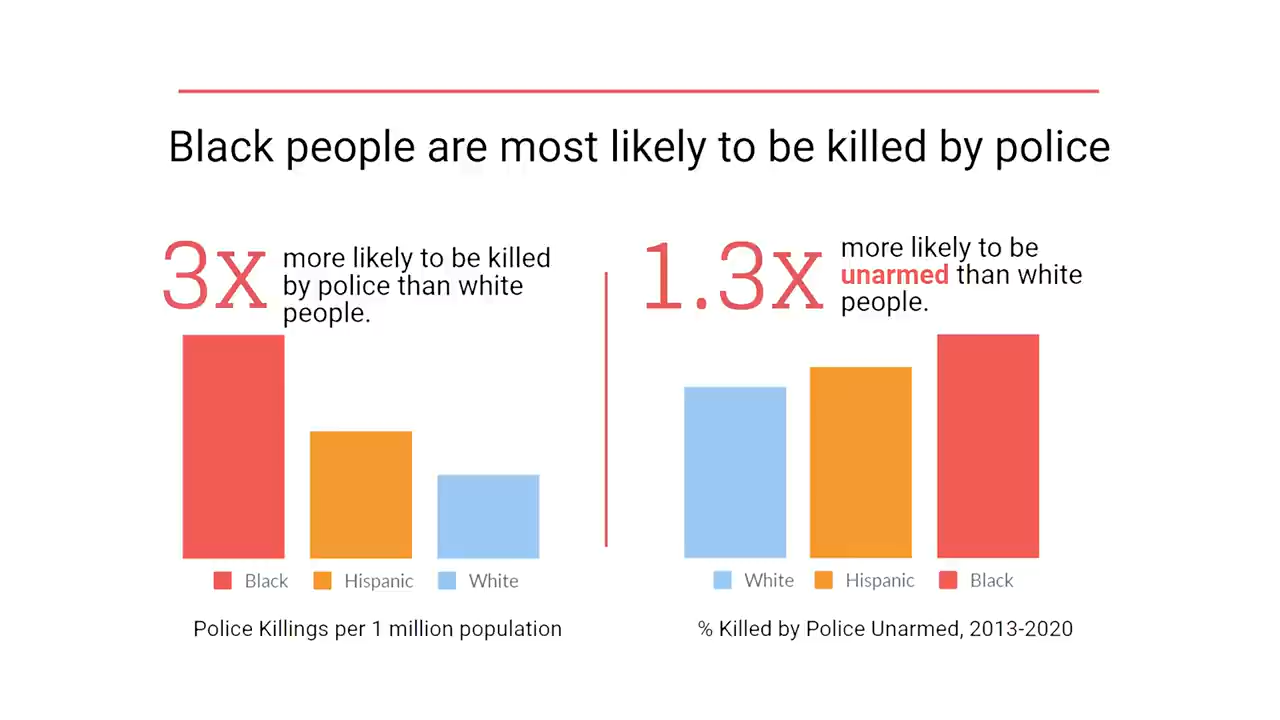 Black people are most likely to be killed by police
3x
more likely to be killed
by police than white
people.
1.3x
more likely to be
unarmed than white
people.
Black Hispanic White
Police Killings per 1 million population
White Hispanic Black
% Killed by Police Unarmed, 2013-2020